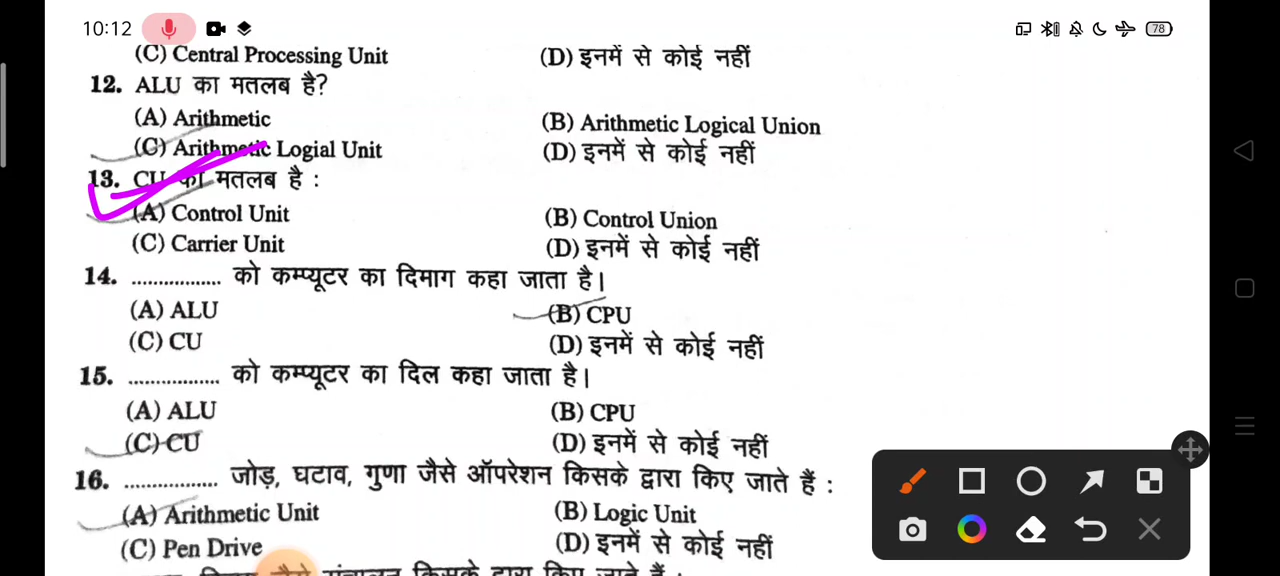 10:12
78
(C) Central Processing Unit (D) इनमें से कोई नहीं
12. ALU का मतलब है?
(A) Arithmetic (B) Arithmetic Logical Union
(C) Arithmetic Logial Unit (D) इनमें से कोई नहीं
13. CU का मतलब है :
(A) Control Unit (B) Control Union
(C) Carrier Unit (D) इनमें से कोई नहीं
14. ................. को कम्प्यूटर का दिमाग कहा जाता है।
(A) ALU (B) CPU
(C) CU (D) इनमें से कोई नहीं
15. ................. को कम्प्यूटर का दिल कहा जाता है।
(A) ALU (B) CPU
(C) CU (D) इनमें से कोई नहीं
16. ................. जोड़, घटाव, गुणा जैसे ऑपरेशन किसके द्वारा किए जाते हैं :
(A) Arithmetic Unit (B) Logic Unit
(C) Pen Drive (D) इनमें से कोई नहीं
किसके द्वारा किए जाते हैं :